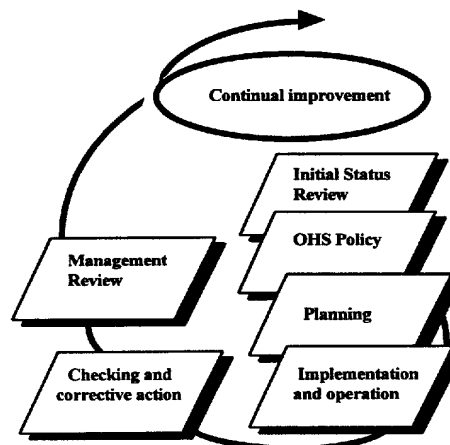 Continual improvement
Initial Status
Review
OHS Policy
Management
Review
Planning
Checking and
corrective action
Implementation
and operation